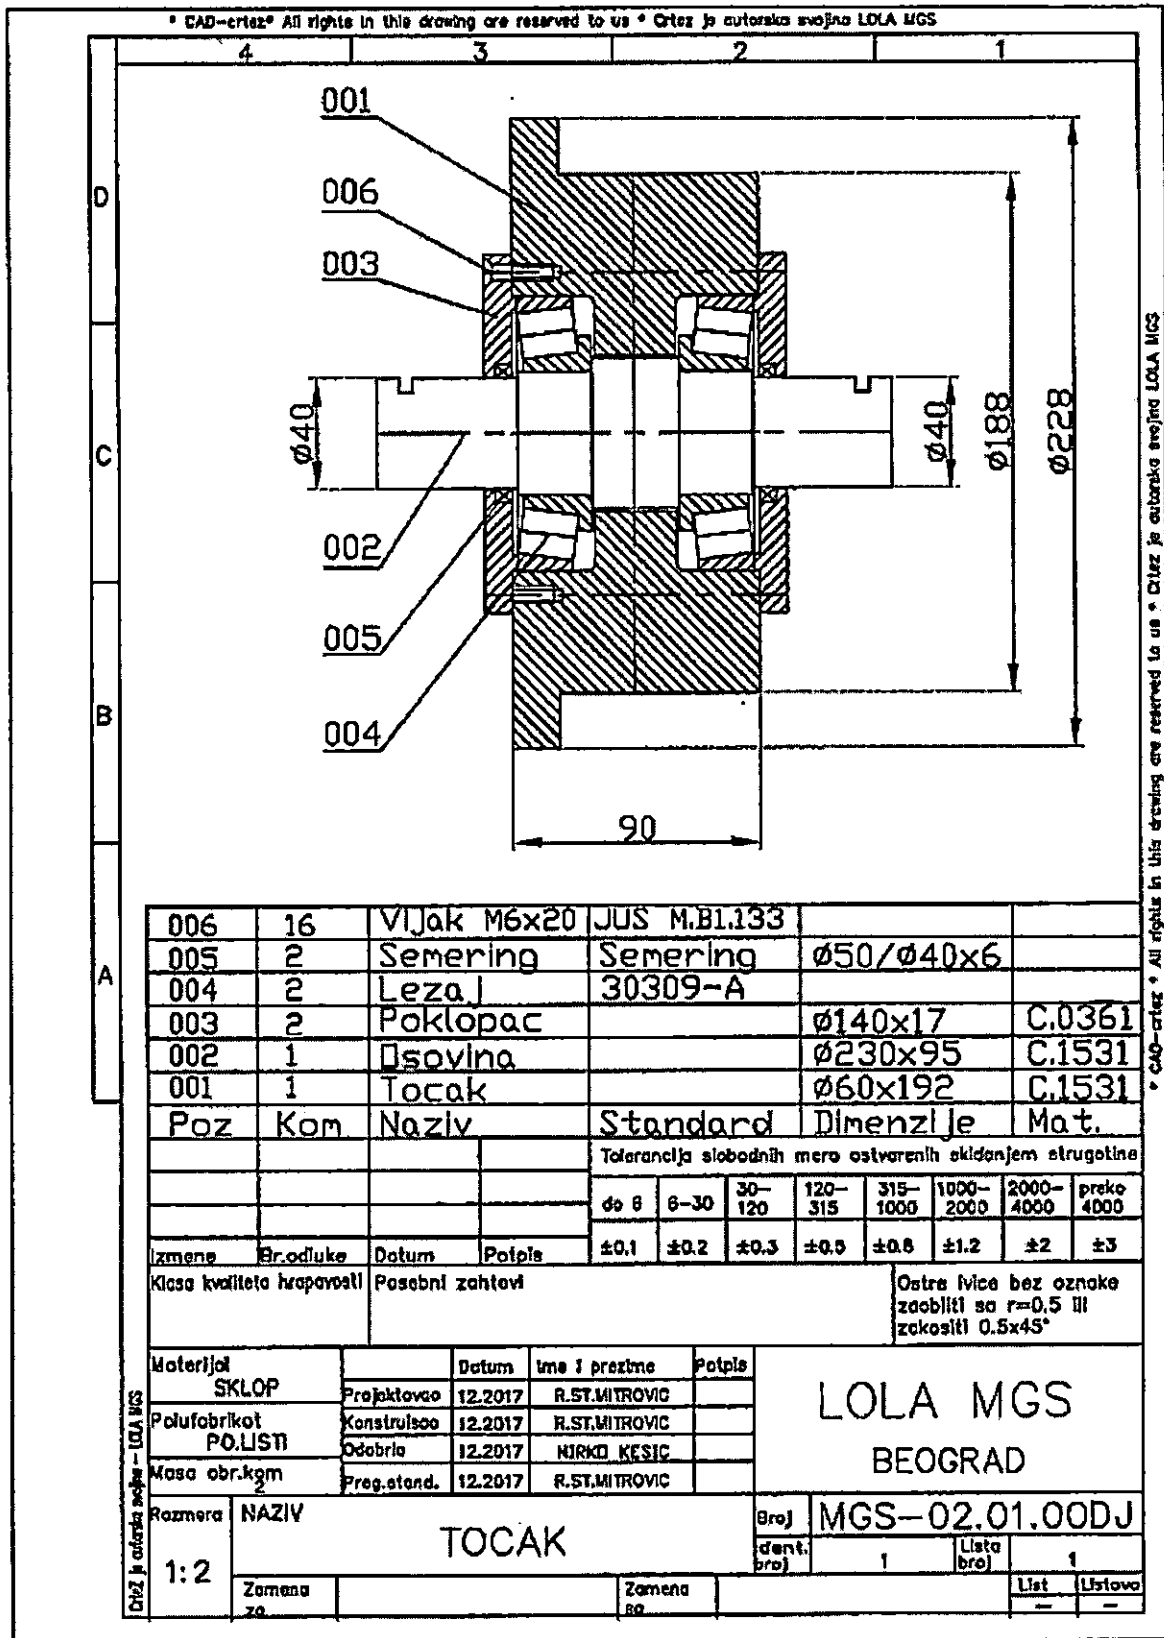 * CAD-crtez* All rights in this drawing are reserved to us * Crtez je autorska svojina LOLA MGS
4 3 2 1
D
C
B
A
001
006
003
002
005
004
ø40
ø40
ø188
ø228
90
* CAD-crtez * All rights in this drawing are reserved to us * Crtez je autorska svojina LOLA MGS
006 16 Vijak M6x20 JUS M.B1.133
005 2 Semering Semering ø50/ø40x6
004 2 Lezaj 30309-A
003 2 Poklopac ø140x17 C.0361
002 1 Osovina ø230x95 C.1531
001 1 Tocak ø60x192 C.1531
Poz Kom Naziv Standard Dimenzije Mat.
Tolerancija slobodnih mera ostvarenih skidanjem strugotine
do 6 6-30 30-120 120-315 315-1000 1000-2000 2000-4000 preko 4000
±0.1 ±0.2 ±0.3 ±0.5 ±0.8 ±1.2 ±2 ±3
Izmene Br.odluke Datum Potpis
Klasa kvaliteta hrapavosti Posebni zahtevi
Ostre ivice bez oznake
zaobliti sa r=0.5 ili
zakositi 0.5x45°
Materijal
SKLOP
Polufabrikat
PO.LISTI
Masa obr.kom
2
Datum Ime i prezime Potpis
Projektovao 12.2017 R.ST.MITROVIC
Konstruisao 12.2017 R.ST.MITROVIC
Odobrio 12.2017 MIRKO KESIC
Preg.stand. 12.2017 R.ST.MITROVIC
LOLA MGS
BEOGRAD
Razmera
1:2
NAZIV
TOCAK
Broj MGS-02.01.00DJ
Ident. broj 1 Lista broj 1
Zamena za Zamena sa
List Listova
– –
Crtež je autorska svojina - LOLA MGS